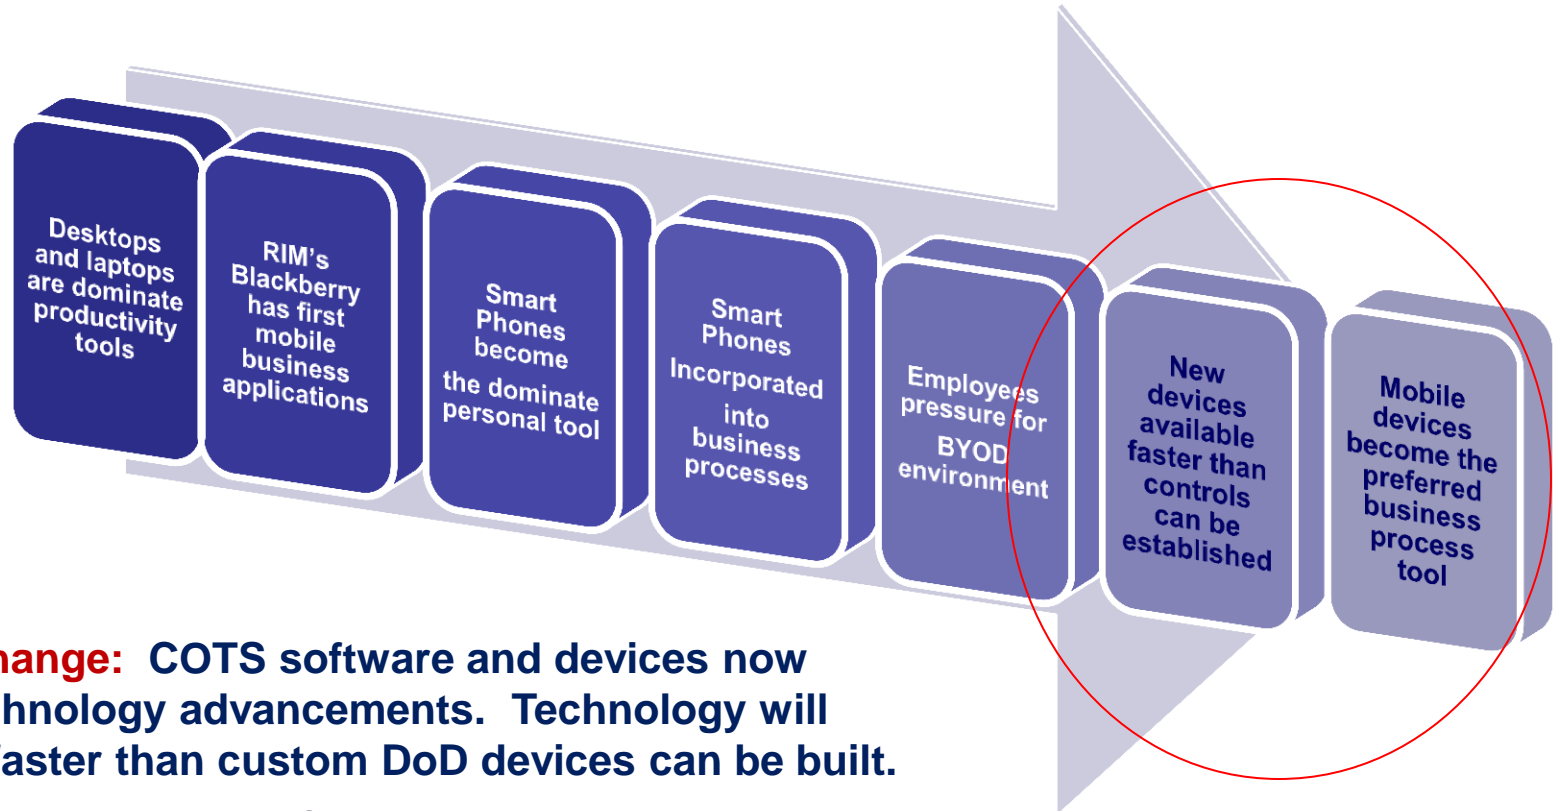 Desktops
and laptops
are dominate
productivity
tools
RIM’s
Blackberry
has first
mobile
business
applications
Smart
Phones
become
the dominate
personal tool
Smart
Phones
Incorporated
into
business
processes
Employees
pressure for
BYOD
environment
New
devices
available
faster than
controls
can be
established
Mobile
devices
become the
preferred
business
process
tool
COTS software and devices now
advancements. Technology will
faster than custom DoD devices can be built.